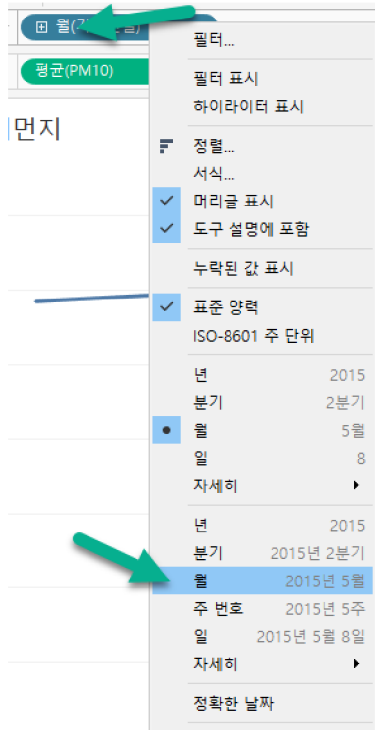 월(
필터...
평균(PM10)
필터 표시
하이라이터 표시
먼지
정렬...
서식...
머리글 표시
도구 설명에 포함
누락된 값 표시
표준 양력
ISO-8601 주 단위
년 2015
분기 2분기
월 5월
일 8
자세히
년 2015
분기 2015년 2분기
월 2015년 5월
주 번호 2015년 5주
일 2015년 5월 8일
자세히
정확한 날짜